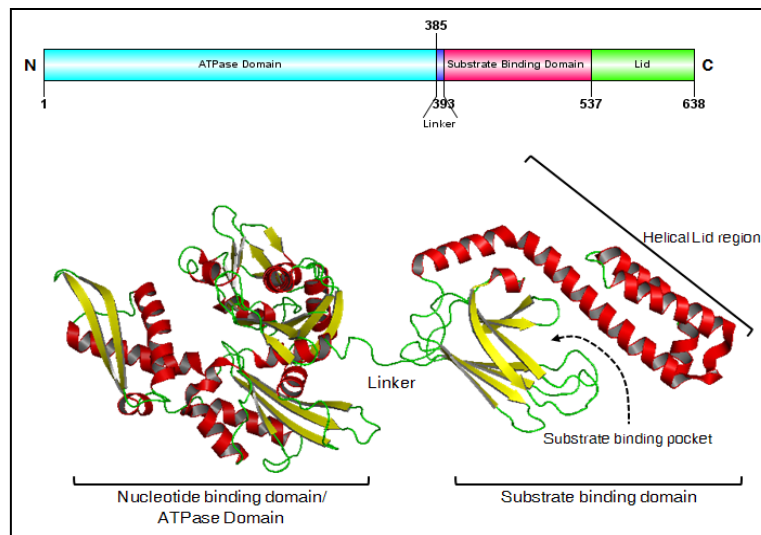 385
N ATPase Domain Substrate Binding Domain Lid C
1 393 537 638
Linker
Helical Lid region
Linker
Substrate binding pocket
Nucleotide binding domain/
ATPase Domain
Substrate binding domain